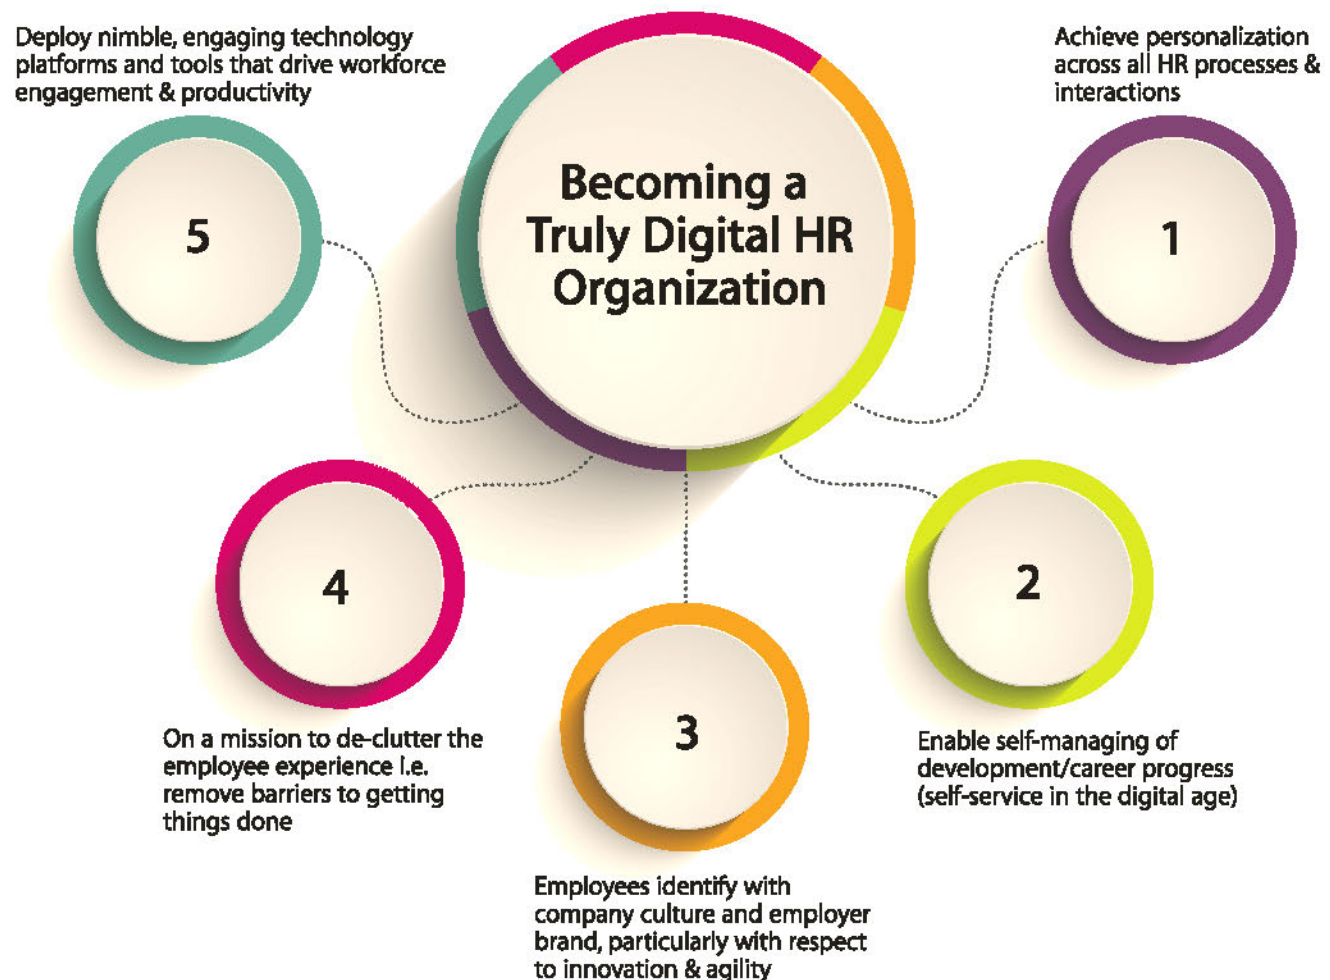 Becoming a
Truly Digital HR
Organization
Achieve personalization
across all HR processes &
interactions
1
2
Enable self-managing of
development/career progress
(self-service in the digital age)
3
Employees identify with
company culture and employer
brand, particularly with respect
to innovation & agility
4
On a mission to de-clutter the
employee experience i.e.
remove barriers to getting
things done
Deploy nimble, engaging technology
platforms and tools that drive workforce
engagement & productivity
5